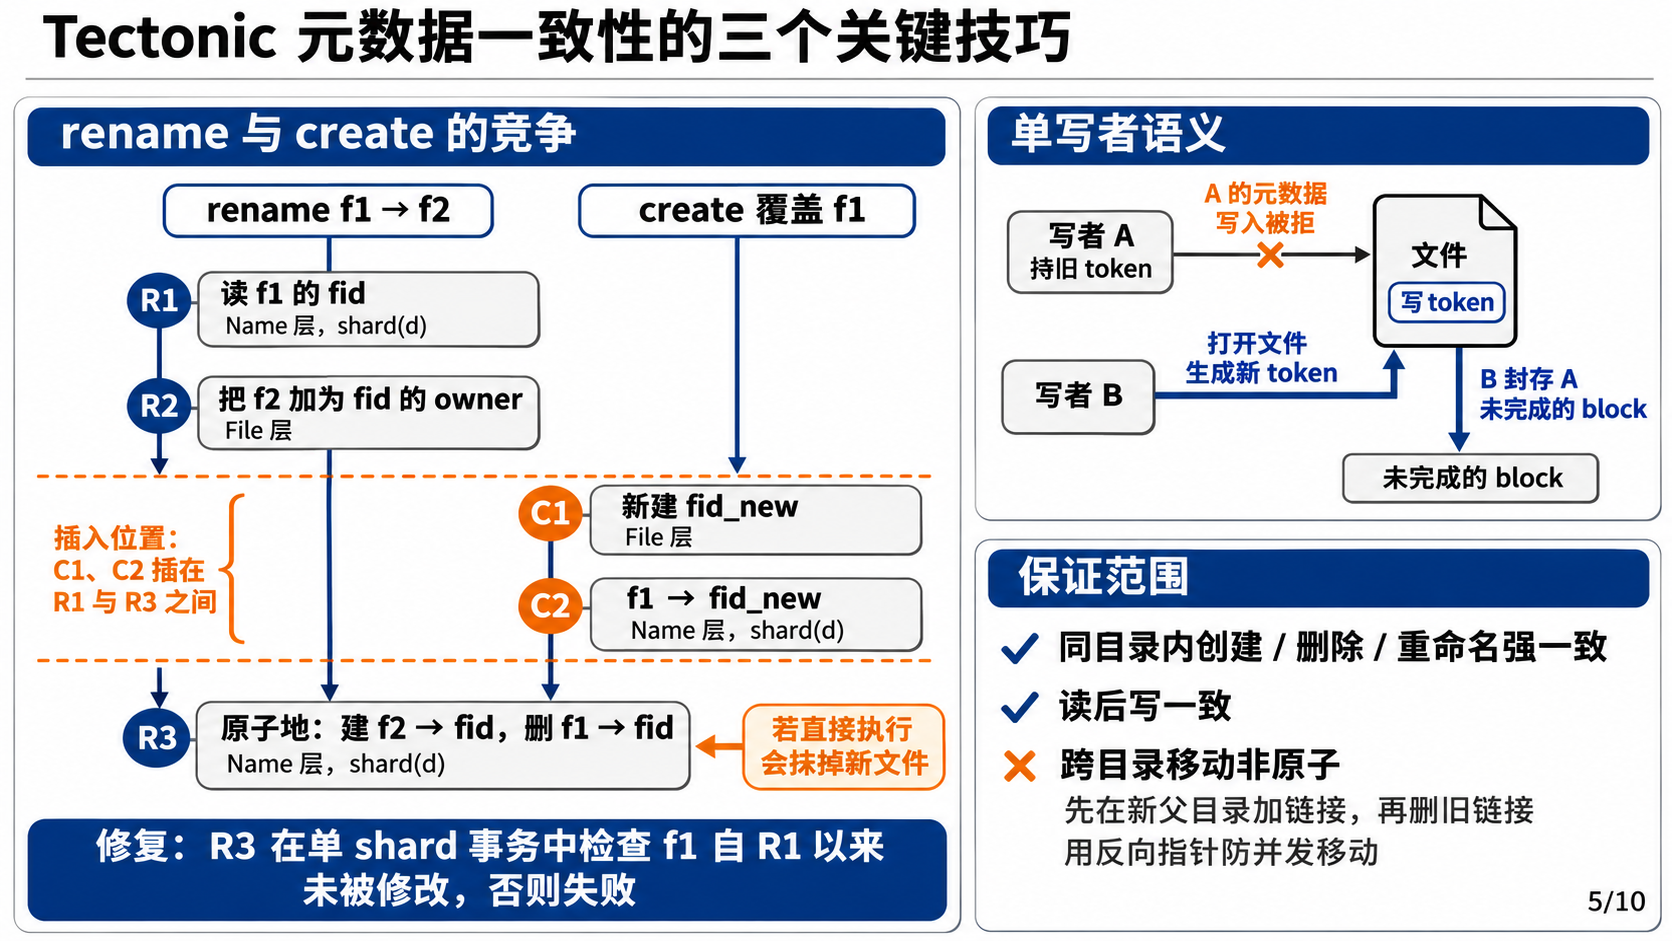 Tectonic 元数据一致性的三个关键技巧
rename 与 create 的竞争
rename f1 → f2
create 覆盖 f1
R1
读 f1 的 fid
Name 层，shard(d)
R2
把 f2 加为 fid 的 owner
File 层
插入位置：
C1、C2 插在
R1 与 R3 之间
C1
新建 fid_new
File 层
C2
f1 → fid_new
Name 层，shard(d)
R3
原子地：建 f2 → fid，删 f1 → fid
Name 层，shard(d)
若直接执行
会抹掉新文件
修复：R3 在单 shard 事务中检查 f1 自 R1 以来
未被修改，否则失败
单写者语义
写者 A
持旧 token
A 的元数据
写入被拒
文件
写 token
写者 B
打开文件
生成新 token
B 封存 A
未完成的 block
未完成的 block
保证范围
同目录内创建 / 删除 / 重命名强一致
读后写一致
跨目录移动非原子
先在新父目录加链接，再删旧链接
用反向指针防并发移动
5/10